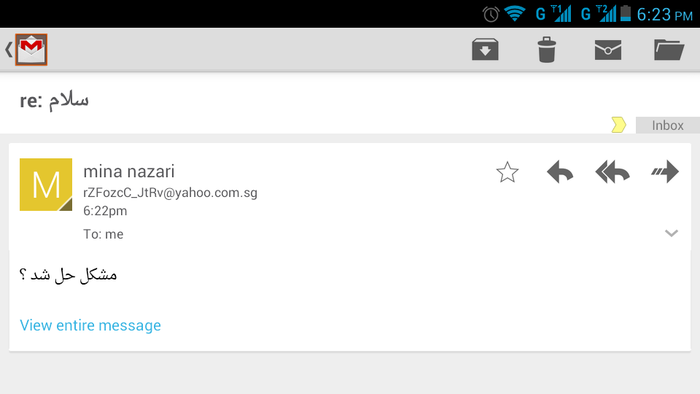 G T1 G T2 6:23 PM
re: سلام
Inbox
M
mina nazari
rZFozcC_JtRv@yahoo.com.sg
6:22pm
To: me
مشکل حل شد ؟
View entire message